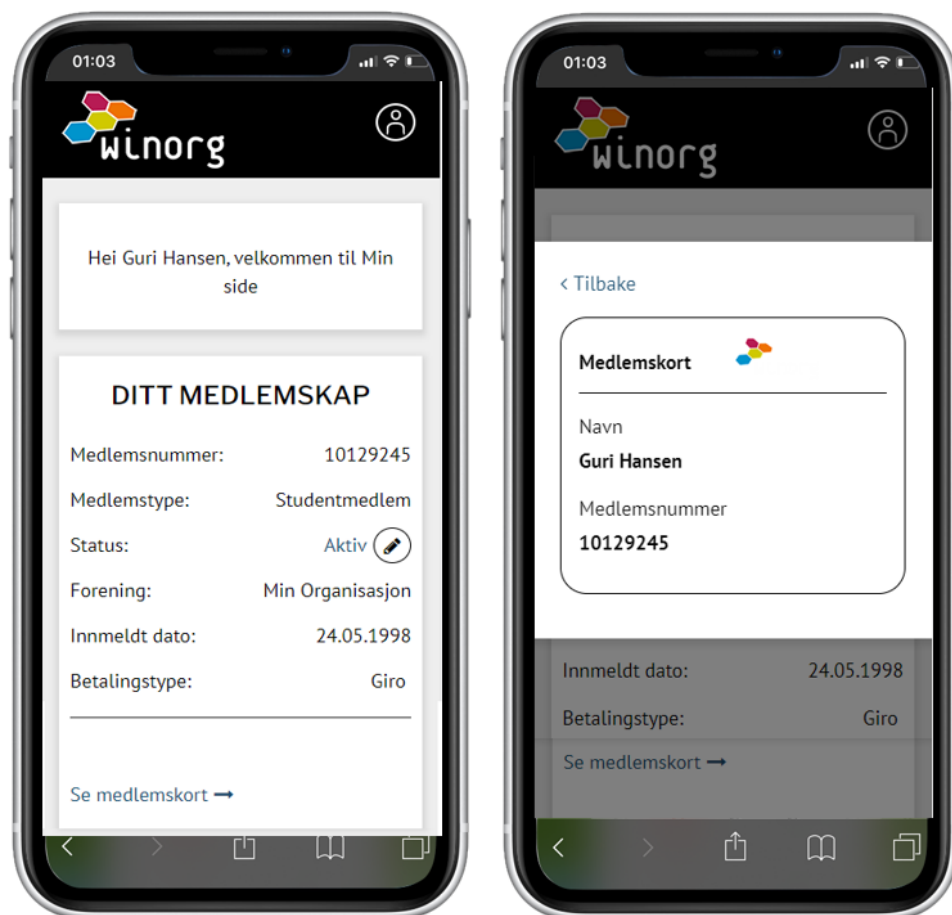 01:03
winorg
Hei Guri Hansen, velkommen til Min
side
DITT MEDLEMSKAP
Medlemsnummer: 10129245
Medlemstype: Studentmedlem
Status: Aktiv
Forening: Min Organisasjon
Innmeldt dato: 24.05.1998
Betalingstype: Giro
Se medlemskort →
01:03
winorg
< Tilbake
Medlemskort
Navn
Guri Hansen
Medlemsnummer
10129245
Innmeldt dato: 24.05.1998
Betalingstype: Giro
Se medlemskort →